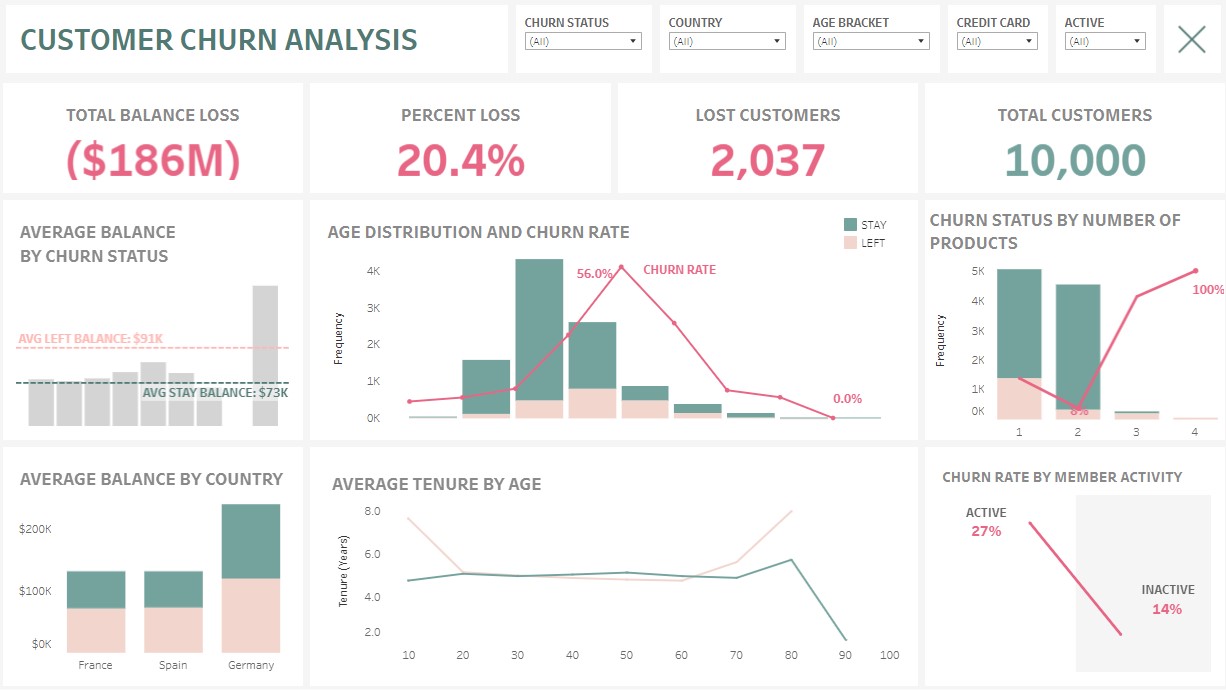 CUSTOMER CHURN ANALYSIS
CHURN STATUS
(All)
COUNTRY
(All)
AGE BRACKET
(All)
CREDIT CARD
(All)
ACTIVE
(All)
TOTAL BALANCE LOSS
($186M)
PERCENT LOSS
20.4%
LOST CUSTOMERS
2,037
TOTAL CUSTOMERS
10,000
AVERAGE BALANCE
BY CHURN STATUS
AVG LEFT BALANCE: $91K
AVG STAY BALANCE: $73K
AGE DISTRIBUTION AND CHURN RATE
STAY
LEFT
4K
3K
2K
1K
0K
Frequency
56.0%
CHURN RATE
0.0%
CHURN STATUS BY NUMBER OF
PRODUCTS
5K
4K
3K
2K
1K
0K
Frequency
100%
8%
1 2 3 4
AVERAGE BALANCE BY COUNTRY
$200K
$100K
$0K
France Spain Germany
AVERAGE TENURE BY AGE
8.0
6.0
4.0
2.0
Tenure (Years)
10 20 30 40 50 60 70 80 90 100
CHURN RATE BY MEMBER ACTIVITY
ACTIVE
27%
INACTIVE
14%